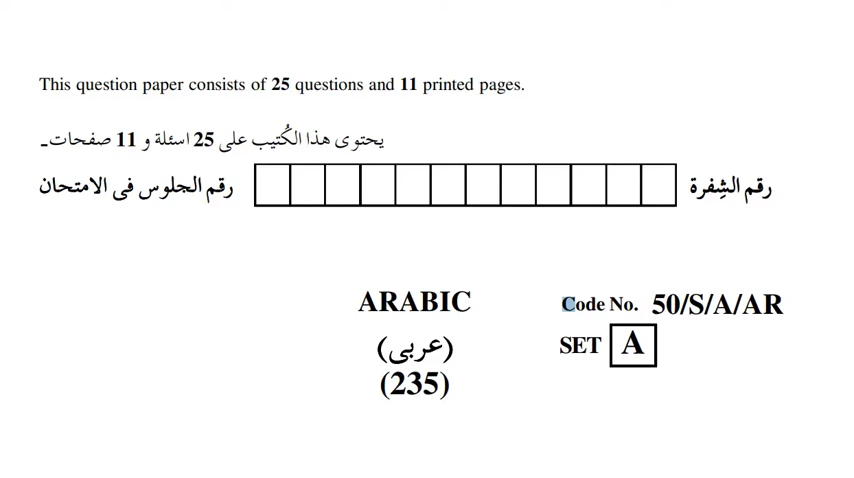 This question paper consists of 25 questions and 11 printed pages.
يحتوى هذا الكُتيب على 25 اسئلة و 11 صفحات۔
رقم الشِفرة
رقم الجلوس فى الامتحان
ARABIC
(عربى)
(235)
Code No. 50/S/A/AR
SET A